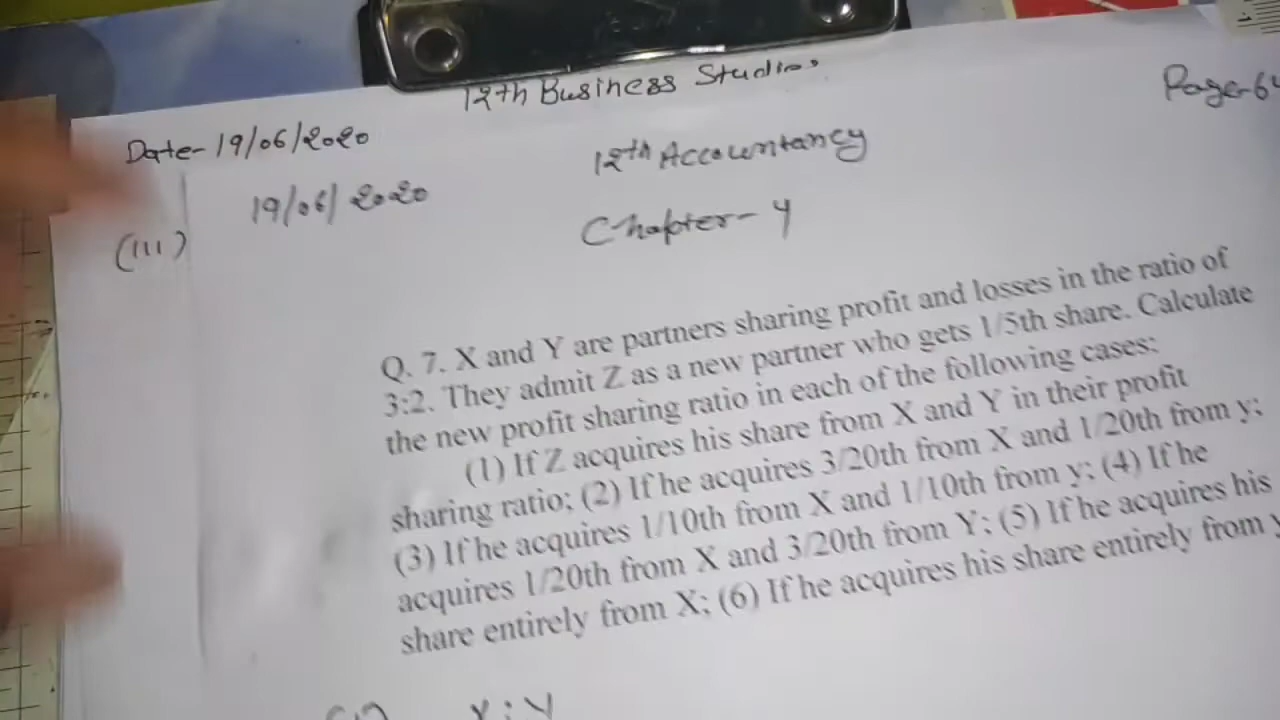 12th Business Studies
Page-64
Date-19/06/2020
12th Accountancy
19/06/2020
(III)
Chapter-4
Q. 7. X and Y are partners sharing profit and losses in the ratio of
3:2. They admit Z as a new partner who gets 1/5th share. Calculate
the new profit sharing ratio in each of the following cases:
(1) If Z acquires his share from X and Y in their profit
sharing ratio; (2) If he acquires 3/20th from X and 1/20th from y;
(3) If he acquires 1/10th from X and 1/10th from y; (4) If he
acquires 1/20th from X and 3/20th from Y; (5) If he acquires his
share entirely from X; (6) If he acquires his share entirely from y
X : Y